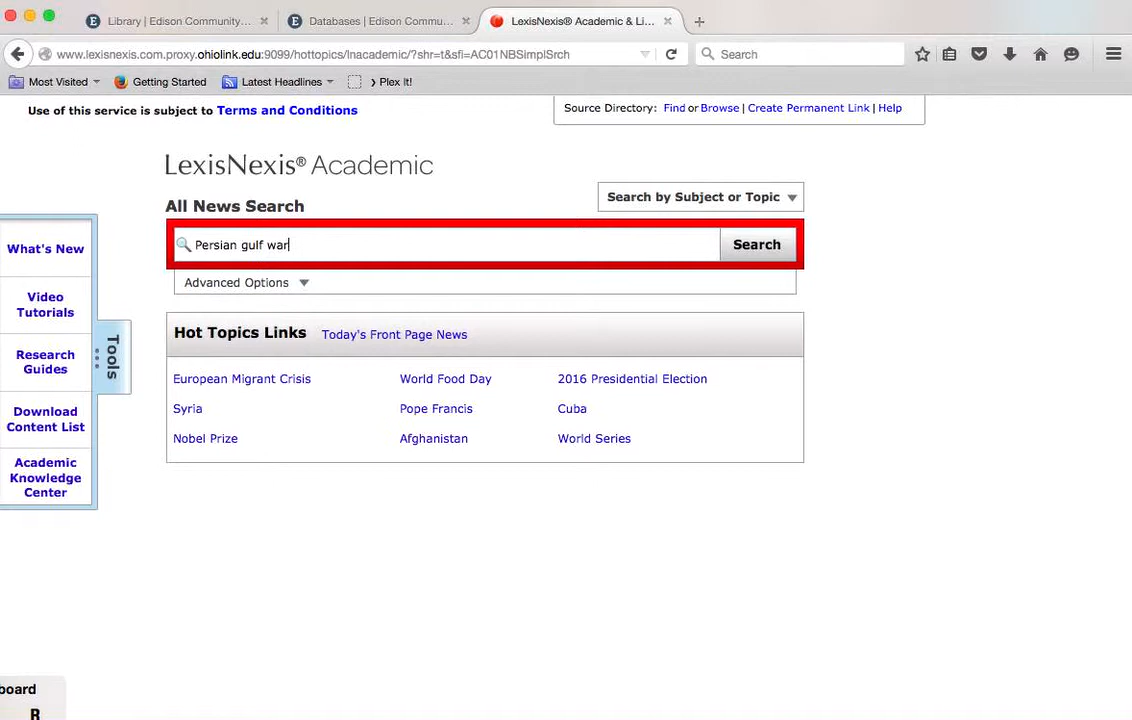 Library | Edison Community... Databases | Edison Commu... LexisNexis® Academic & Li...
www.lexisnexis.com.proxy.ohiolink.edu:9099/hottopics/lnacademic/?shr=t&sfi=AC01NBSimplSrch Search
Most Visited Getting Started Latest Headlines > Plex It!
Use of this service is subject to Terms and Conditions
Source Directory: Find or Browse | Create Permanent Link | Help
LexisNexis® Academic
Search by Subject or Topic
All News Search
Persian gulf war Search
Advanced Options
What's New
Video
Tutorials
Research
Guides
Download
Content List
Academic
Knowledge
Center
Tools
Hot Topics Links Today's Front Page News
European Migrant Crisis World Food Day 2016 Presidential Election
Syria Pope Francis Cuba
Nobel Prize Afghanistan World Series
board
R